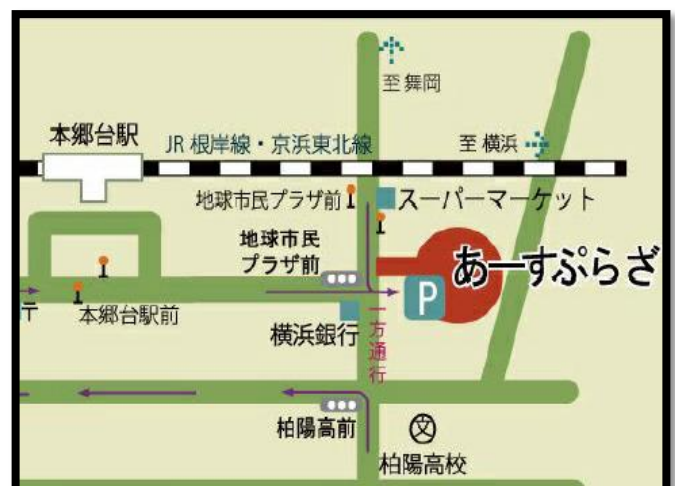 至舞岡
本郷台駅
JR 根岸線・京浜東北線
至 横浜
地球市民プラザ前
スーパーマーケット
地球市民
プラザ前
あーすぷらざ
P
〒
本郷台駅前
横浜銀行
一方通行
柏陽高前
文
柏陽高校